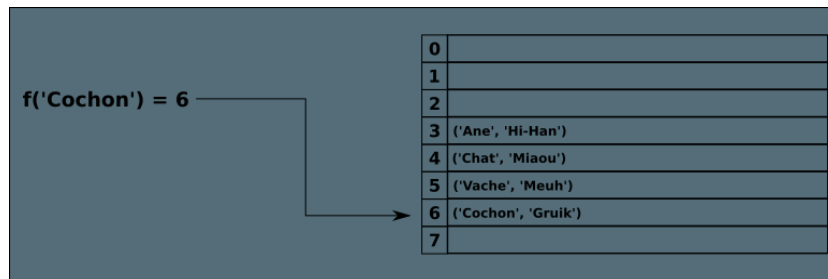 f('Cochon') = 6
0
1
2
3 ('Ane', 'Hi-Han')
4 ('Chat', 'Miaou')
5 ('Vache', 'Meuh')
6 ('Cochon', 'Gruik')
7